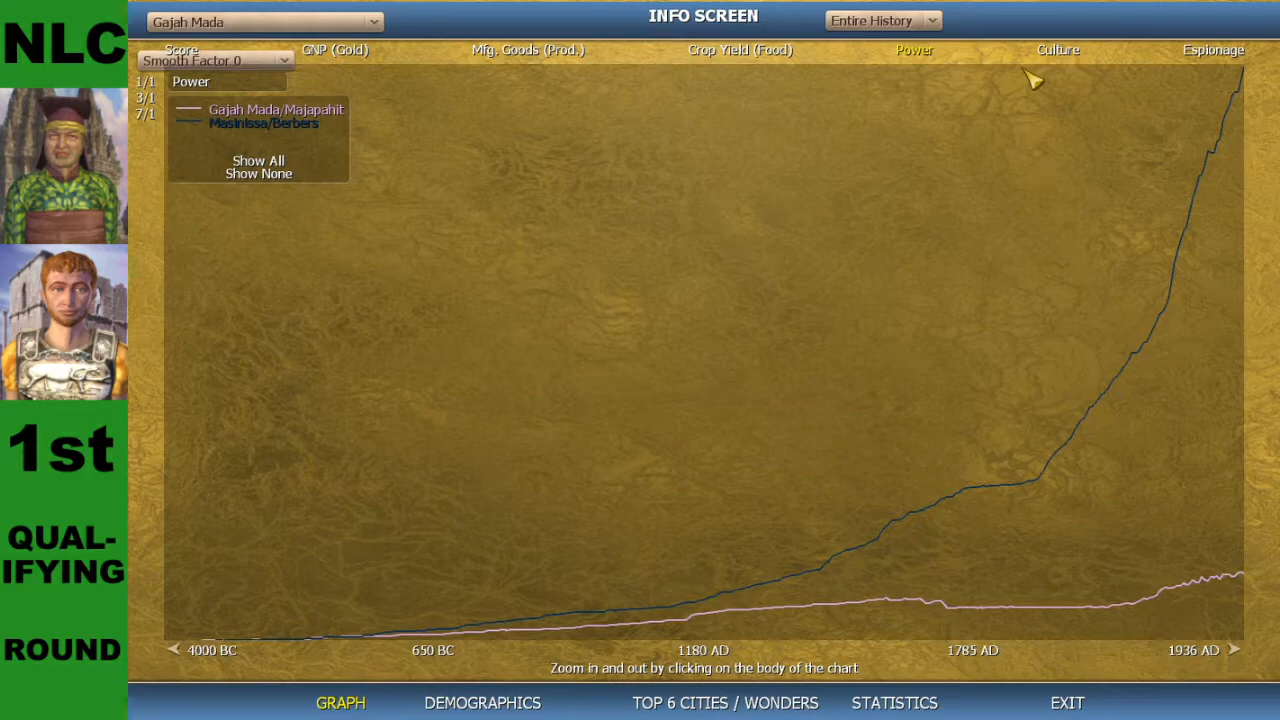 NLC
1st
QUAL-
IFYING
ROUND
Gajah Mada
INFO SCREEN
Entire History
Score
GNP (Gold)
Mfg. Goods (Prod.)
Crop Yield (Food)
Power
Culture
Espionage
Smooth Factor 0
1/1
3/1
7/1
Power
Gajah Mada/Majapahit
Masinissa/Berbers
Show All
Show None
4000 BC
650 BC
1180 AD
1785 AD
1936 AD
Zoom in and out by clicking on the body of the chart
GRAPH
DEMOGRAPHICS
TOP 6 CITIES / WONDERS
STATISTICS
EXIT